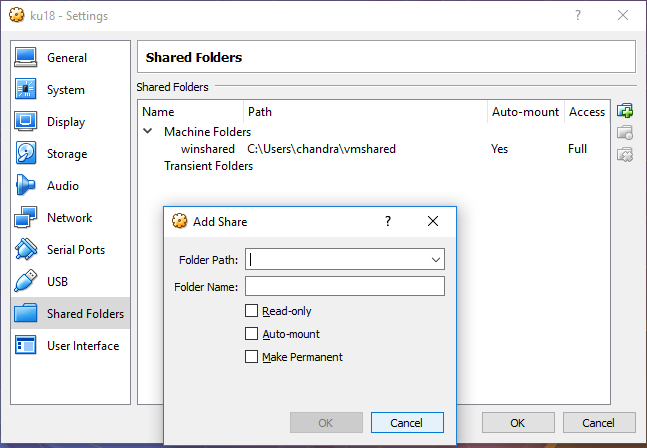 ku18 - Settings
General
System
Display
Storage
Audio
Network
Serial Ports
USB
Shared Folders
User Interface
Shared Folders
Shared Folders
Name Path Auto-mount Access
Machine Folders
winshared C:\Users\chandra\vmshared Yes Full
Transient Folders
Add Share
Folder Path:
Folder Name:
Read-only
Auto-mount
Make Permanent
OK Cancel
OK Cancel